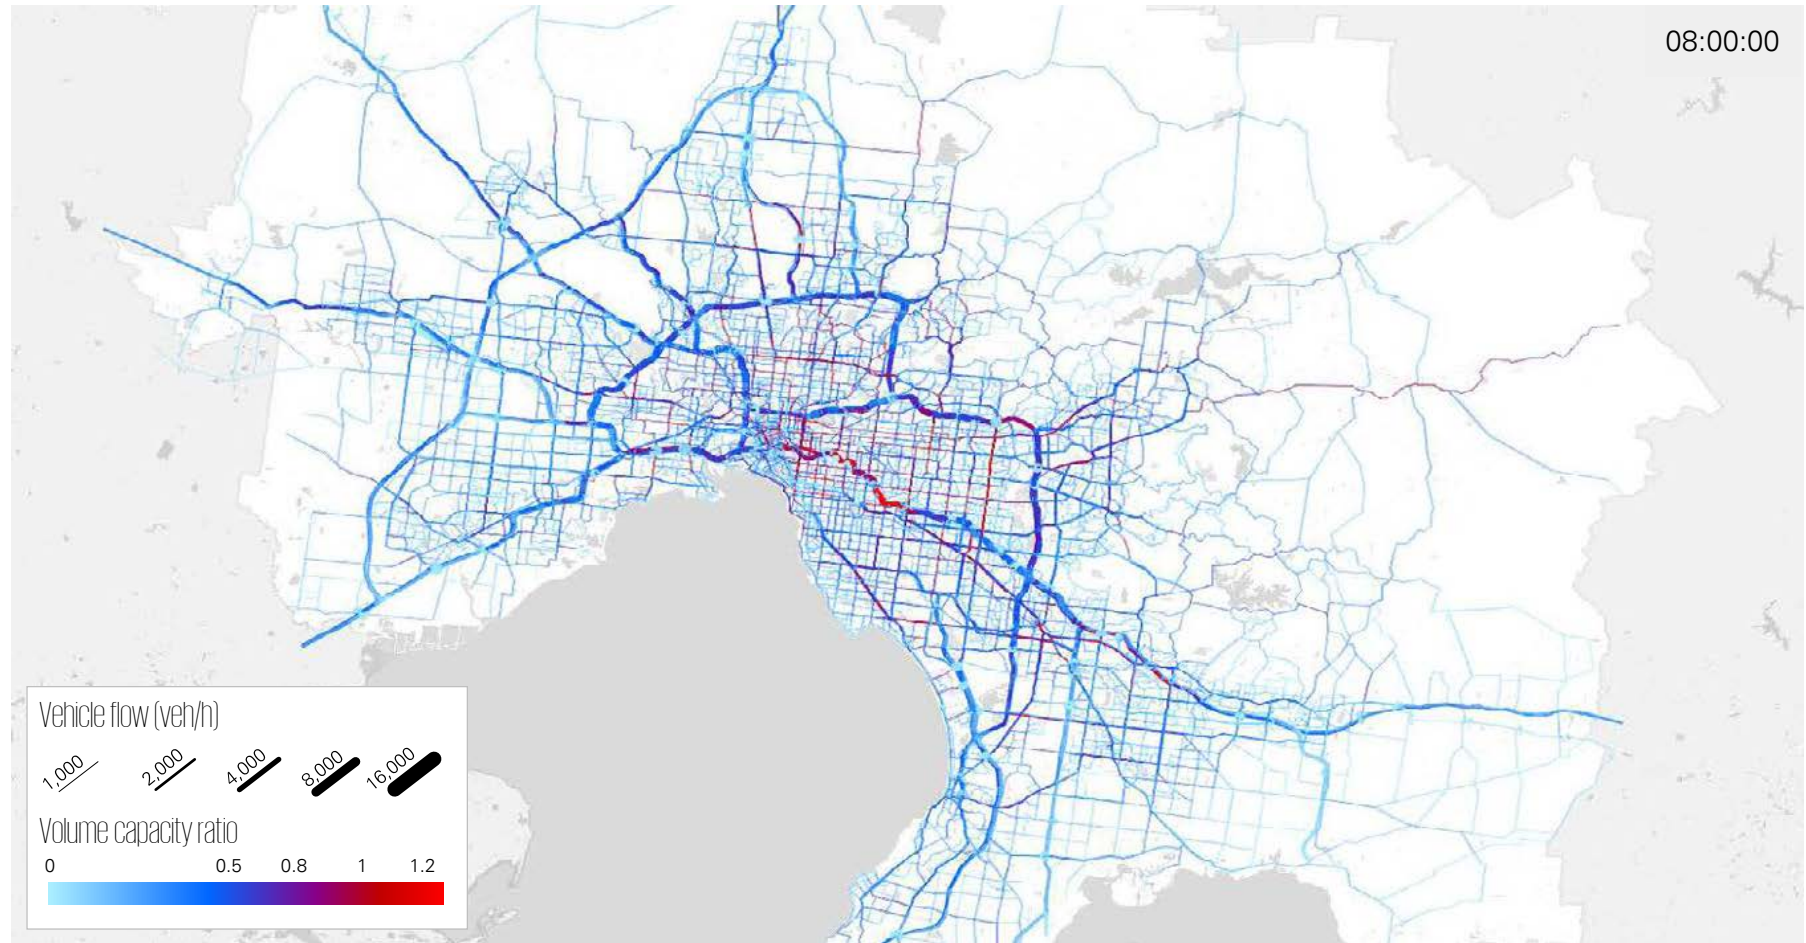 08:00:00
Vehicle flow (veh/h)
1,000 2,000 4,000 8,000 16,000
Volume capacity ratio
0 0.5 0.8 1 1.2